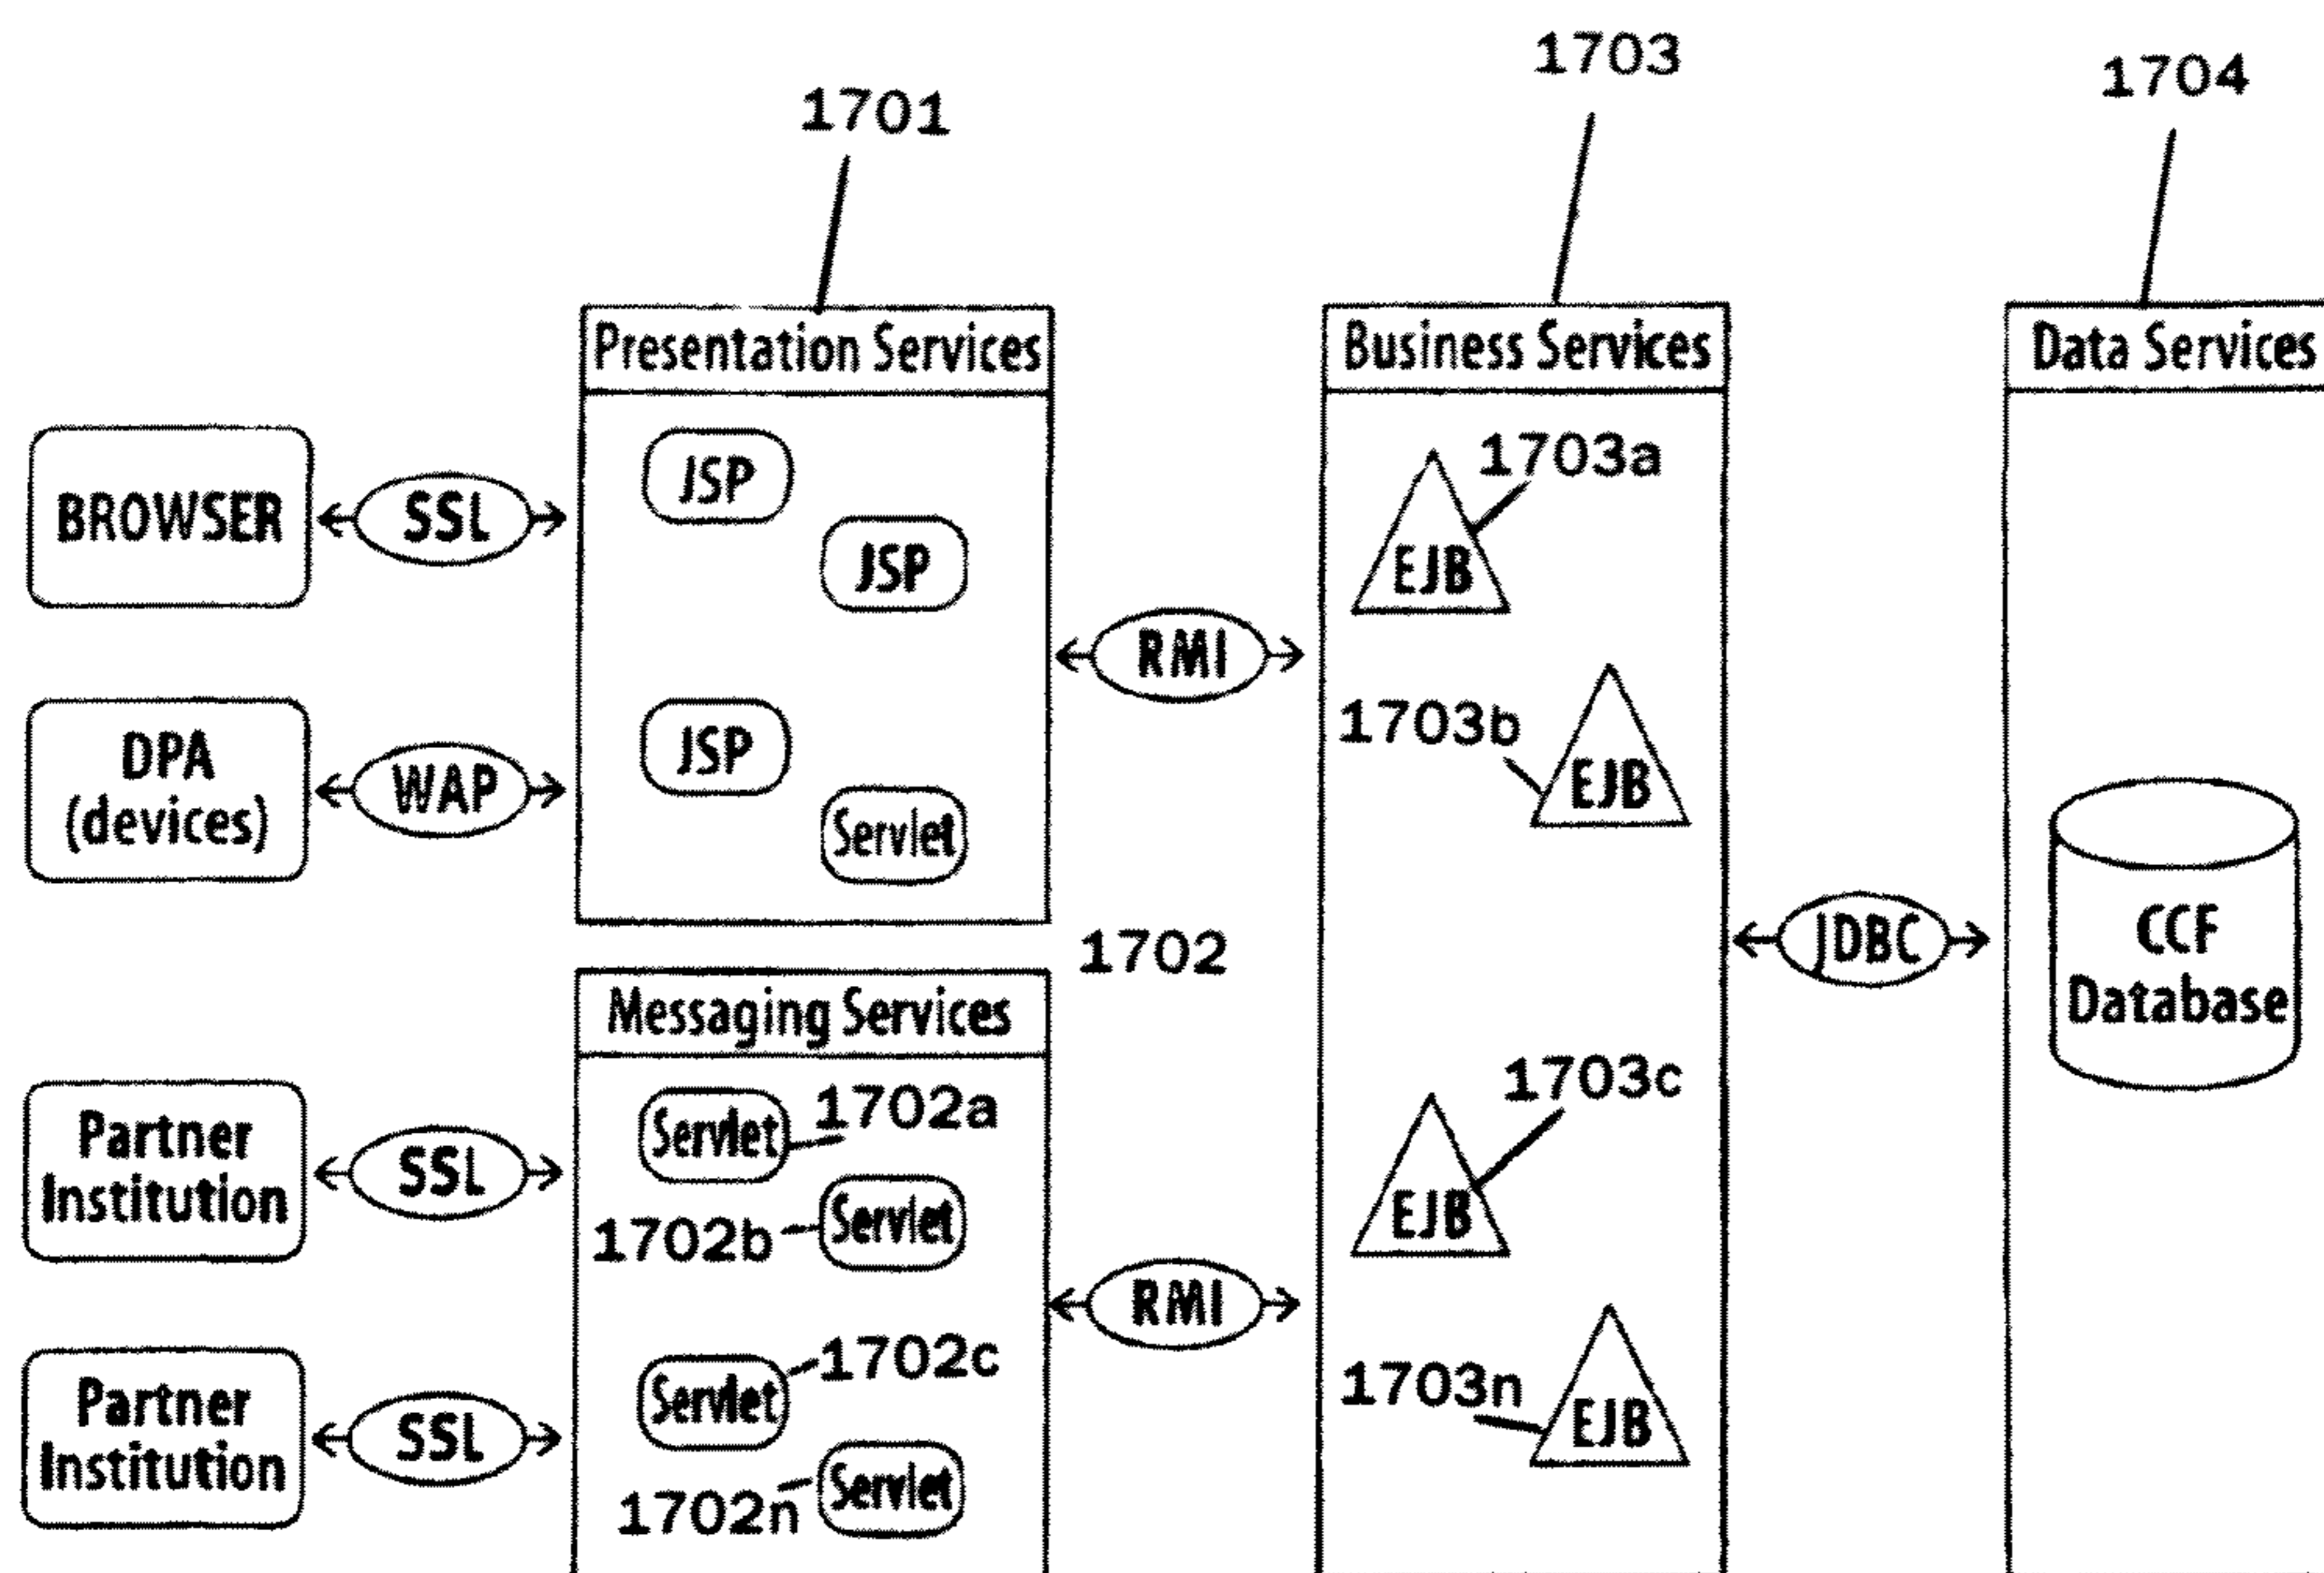 1703
1704
1701
Presentation Services
Business Services
Data Services
1703a
JSP
BROWSER
SSL
JSP
EJB
RMI
1703b
JSP
DPA
(devices)
WAP
EJB
Servlet
1702
JDBC
CCF
Database
Messaging Services
1703c
1702a
Servlet
Partner
Institution
SSL
1702b
Servlet
EJB
RMI
1702c
Servlet
1703n
Partner
Institution
SSL
EJB
1702n
Servlet